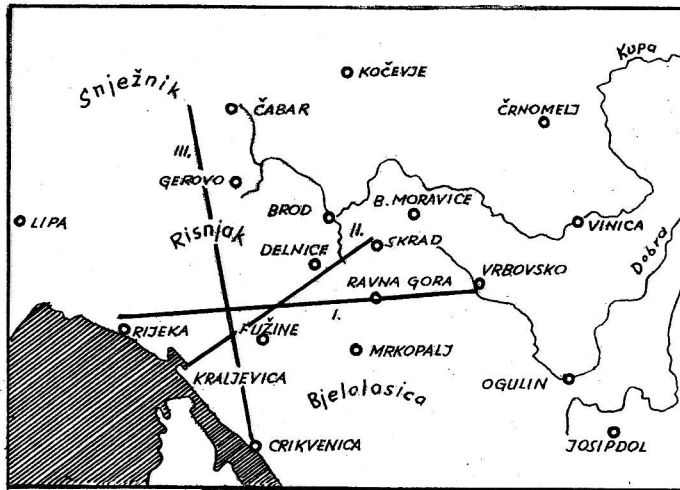 Kupa
Snježnik
KOČEVJE
ČABAR
ČRNOMELJ
III.
GEROVO
B. MORAVICE
BROD
LIPA
Risnjak
II.
SKRAD
VINICA
DELNICE
Dobra
VRBOVSKO
RAVNA GORA
I.
RIJEKA
FUŽINE
MRKOPALJ
KRALJEVICA
OGULIN
Bjelolasica
CRIKVENICA
JOSIPDOL